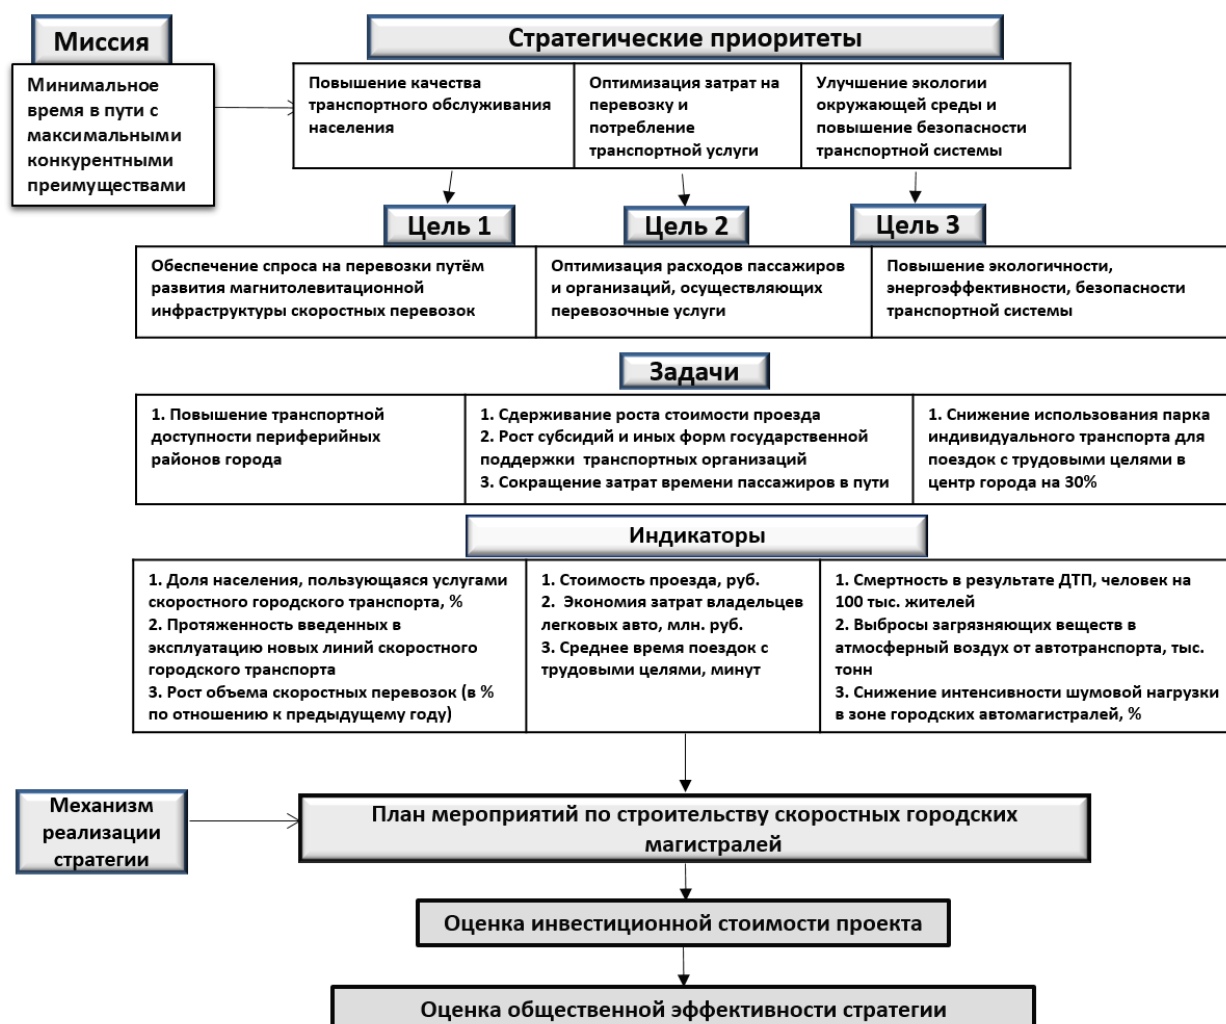 Миссия
Минимальное
время в пути с
максимальными
конкурентными
преимуществами
Стратегические приоритеты
Повышение качества
транспортного обслуживания
населения
Оптимизация затрат на
перевозку и
потребление
транспортной услуги
Улучшение экологии
окружающей среды и
повышение безопасности
транспортной системы
Цель 1
Цель 2
Цель 3
Обеспечение спроса на перевозки путём
развития магнитолевитационной
инфраструктуры скоростных перевозок
Оптимизация расходов пассажиров
и организаций, осуществляющих
перевозочные услуги
Повышение экологичности,
энергоэффективности, безопасности
транспортной системы
Задачи
1. Повышение транспортной
доступности периферийных
районов города
1. Сдерживание роста стоимости проезда
2. Рост субсидий и иных форм государственной
поддержки транспортных организаций
3. Сокращение затрат времени пассажиров в пути
1. Снижение использования парка
индивидуального транспорта для
поездок с трудовыми целями в
центр города на 30%
Индикаторы
1. Доля населения, пользующаяся услугами
скоростного городского транспорта, %
2. Протяженность введенных в
эксплуатацию новых линий скоростного
городского транспорта
3. Рост объема скоростных перевозок (в %
по отношению к предыдущему году)
1. Стоимость проезда, руб.
2. Экономия затрат владельцев
легковых авто, млн. руб.
3. Среднее время поездок с
трудовыми целями, минут
1. Смертность в результате ДТП, человек на
100 тыс. жителей
2. Выбросы загрязняющих веществ в
атмосферный воздух от автотранспорта, тыс.
тонн
3. Снижение интенсивности шумовой нагрузки
в зоне городских автомагистралей, %
Механизм
реализации
стратегии
План мероприятий по строительству скоростных городских
магистралей
Оценка инвестиционной стоимости проекта
Оценка общественной эффективности стратегии